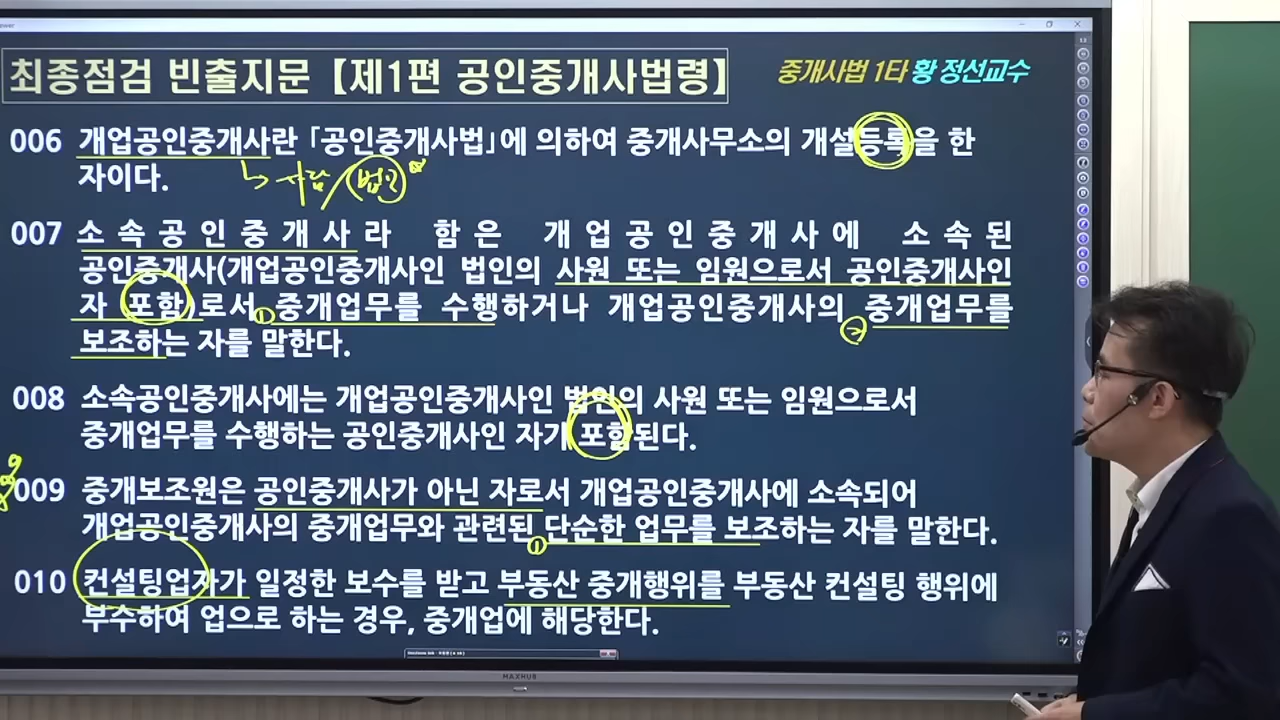 최종점검 빈출지문 【제1편 공인중개사법령】
중개사법 1타 황 정선교수
006 개업공인중개사란 「공인중개사법」에 의하여 중개사무소의 개설등록을 한
자이다.
사람/법인
007 소속공인중개사라 함은 개업공인중개사에 소속된
공인중개사(개업공인중개사인 법인의 사원 또는 임원으로서 공인중개사인
자 포함)로서 ① 중개업무를 수행하거나 개업공인중개사의 ② 중개업무를
보조하는 자를 말한다.
008 소속공인중개사에는 개업공인중개사인 법인의 사원 또는 임원으로서
중개업무를 수행하는 공인중개사인 자가 포함된다.
009 중개보조원은 공인중개사가 아닌 자로서 개업공인중개사에 소속되어
개업공인중개사의 중개업무와 관련된 ① 단순한 업무를 보조하는 자를 말한다.
010 컨설팅업자가 일정한 보수를 받고 부동산 중개행위를 부동산 컨설팅 행위에
부수하여 업으로 하는 경우, 중개업에 해당한다.
MAXHUB